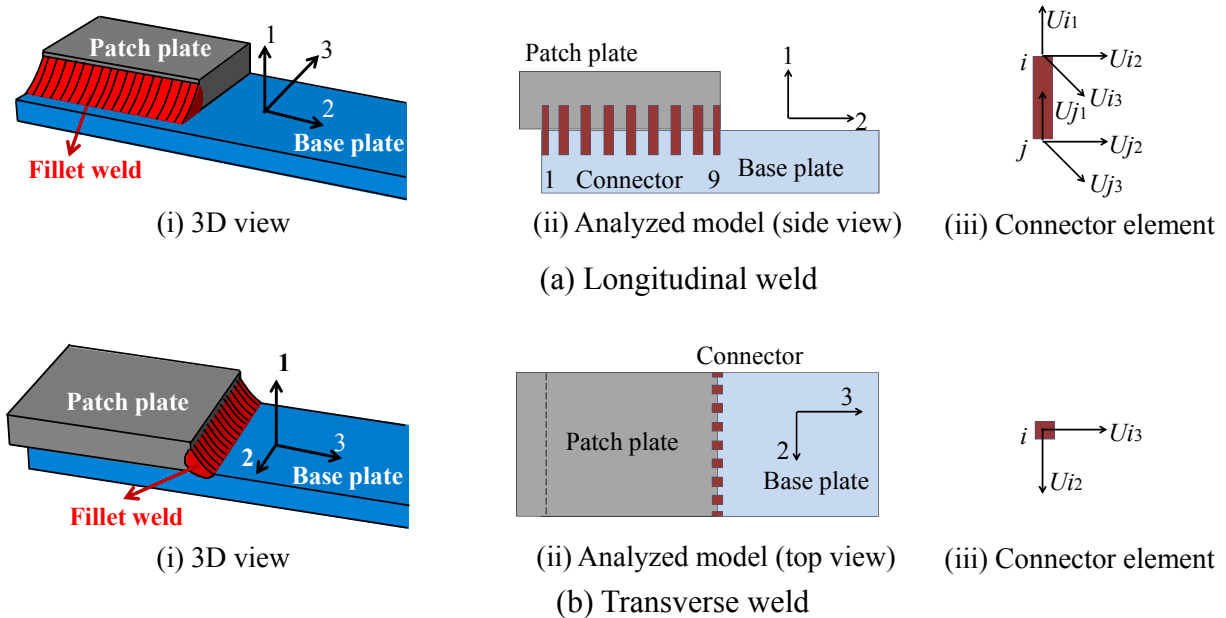 Patch plate
1
3
2
Base plate
Fillet weld
(i) 3D view
Patch plate
1
2
1 Connector 9
Base plate
(ii) Analyzed model (side view)
Ui1
i
Ui2
Ui3
Uj1
j
Uj2
Uj3
(iii) Connector element
(a) Longitudinal weld
Patch plate
1
3
2
Base plate
Fillet weld
(i) 3D view
Connector
3
2
Patch plate
Base plate
(ii) Analyzed model (top view)
i
Ui3
Ui2
(iii) Connector element
(b) Transverse weld